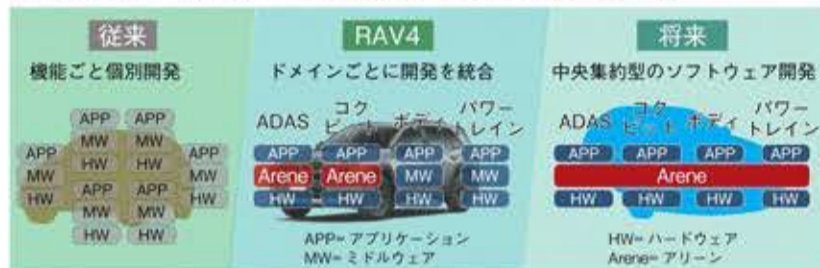 従来
機能ごと個別開発
APP APP
MW MW
HW HW
APP APP
MW MW
HW HW
APP APP
MW MW
HW HW
RAV4
ドメインごとに開発を統合
ADAS コクピット ボディ パワートレイン
APP APP APP APP
Arene Arene MW MW
HW HW HW HW
APP= アプリケーション
MW= ミドルウェア
将来
中央集約型のソフトウェア開発
ADAS コクピット ボディ パワートレイン
APP APP APP APP
Arene
HW HW HW HW
HW= ハードウェア
Arene= アリーン